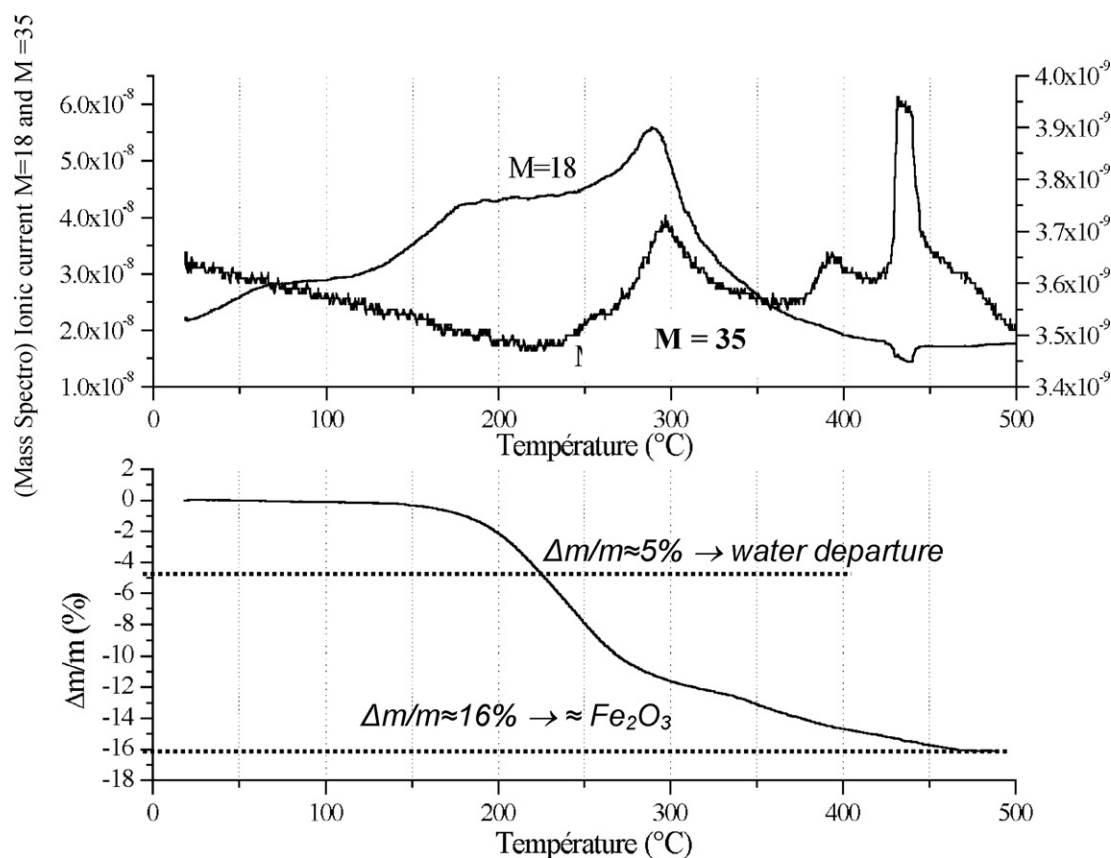 (Mass Spectro) Ionic current M=18 and M =35
6.0x10⁻⁸
5.0x10⁻⁸
4.0x10⁻⁸
3.0x10⁻⁸
2.0x10⁻⁸
1.0x10⁻⁸
4.0x10⁻⁹
3.9x10⁻⁹
3.8x10⁻⁹
3.7x10⁻⁹
3.6x10⁻⁹
3.5x10⁻⁹
3.4x10⁻⁹
M=18
M = 35
0 100 200 300 400 500
Température (°C)
2
0
-2
-4
-6
-8
-10
-12
-14
-16
-18
Δm/m (%)
Δm/m≈5% → water departure
Δm/m≈16% → ≈ Fe₂O₃
0 100 200 300 400 500
Température (°C)